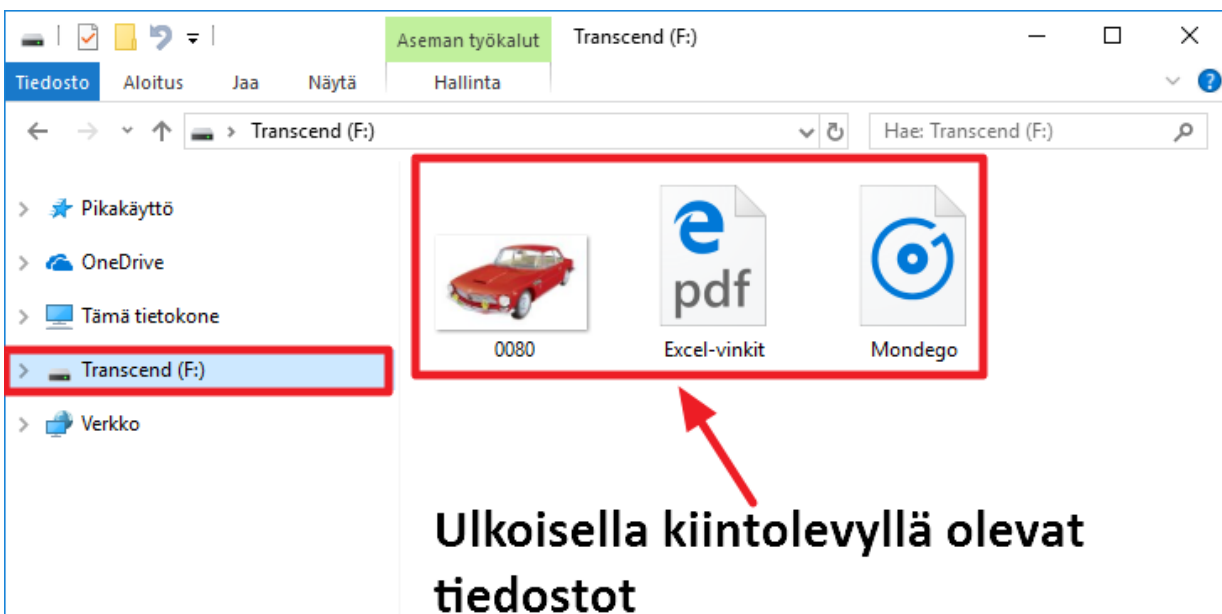 Aseman työkalut
Transcend (F:)
Tiedosto
Aloitus
Jaa
Näytä
Hallinta
?
Transcend (F:)
Hae: Transcend (F:)
Pikakäyttö
OneDrive
Tämä tietokone
Transcend (F:)
Verkko
pdf
0080
Excel-vinkit
Mondego
Ulkoisella kiintolevyllä olevat
tiedostot